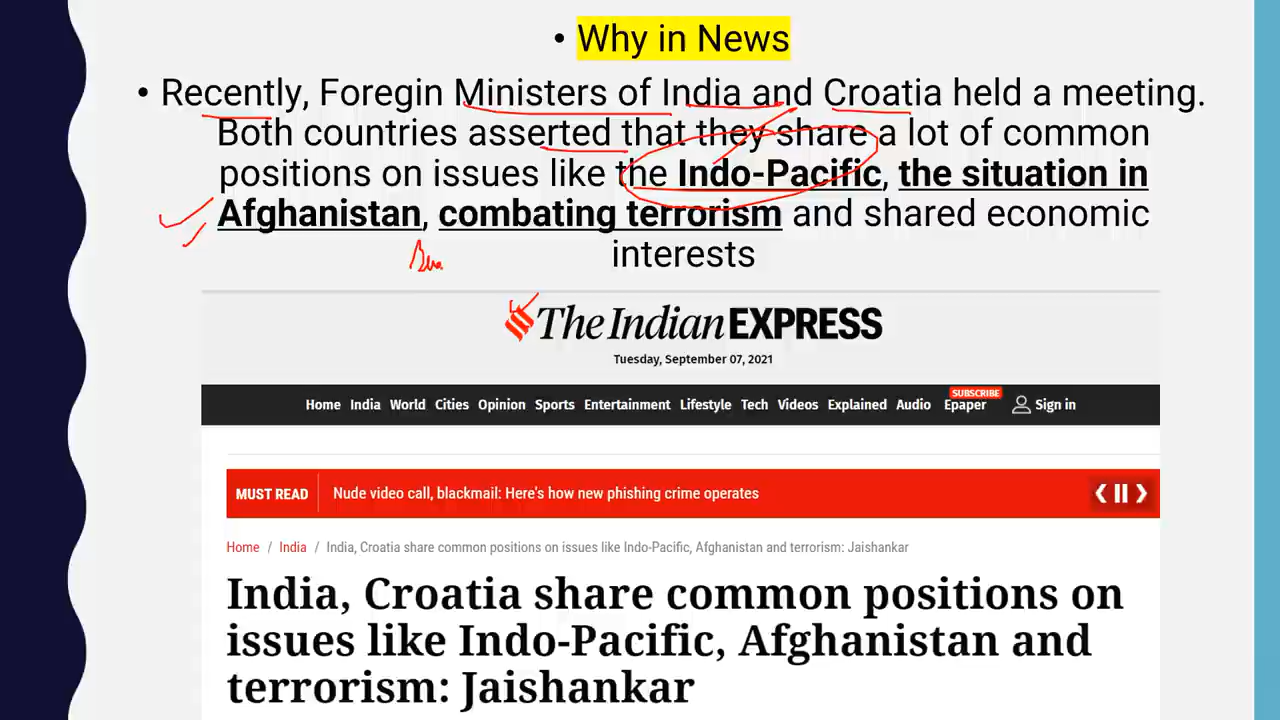 • Why in News
• Recently, Foregin Ministers of India and Croatia held a meeting.
Both countries asserted that they share a lot of common
positions on issues like the Indo-Pacific, the situation in
Afghanistan, combating terrorism and shared economic
interests
The Indian EXPRESS
Tuesday, September 07, 2021
SUBSCRIBE
Home India World Cities Opinion Sports Entertainment Lifestyle Tech Videos Explained Audio Epaper Sign in
MUST READ Nude video call, blackmail: Here's how new phishing crime operates
Home / India / India, Croatia share common positions on issues like Indo-Pacific, Afghanistan and terrorism: Jaishankar
India, Croatia share common positions on
issues like Indo-Pacific, Afghanistan and
terrorism: Jaishankar